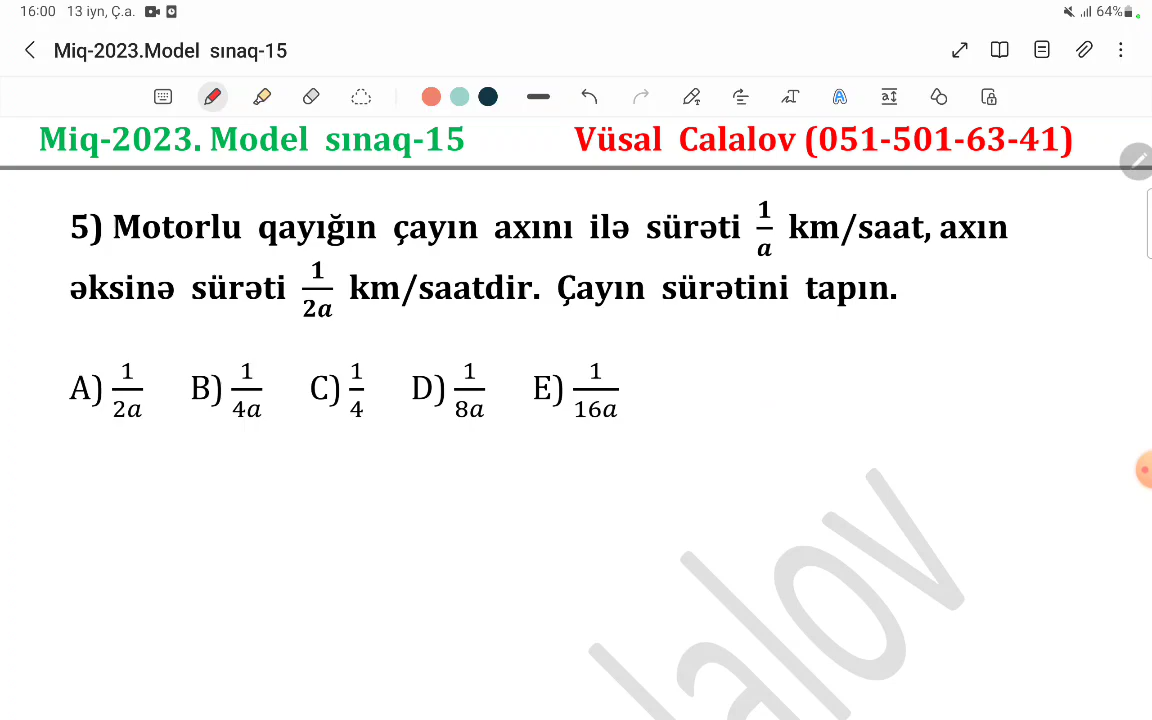 16:00 13 iyn, Ç.a. 64%
Miq-2023.Model sınaq-15
Miq-2023. Model sınaq-15 Vüsal Calalov (051-501-63-41)
5) Motorlu qayığın çayın axını ilə sürəti 1/a km/saat, axın
əksinə sürəti 1/2a km/saatdir. Çayın sürətini tapın.
A) 1/2a B) 1/4a C) 1/4 D) 1/8a E) 1/16a
alov